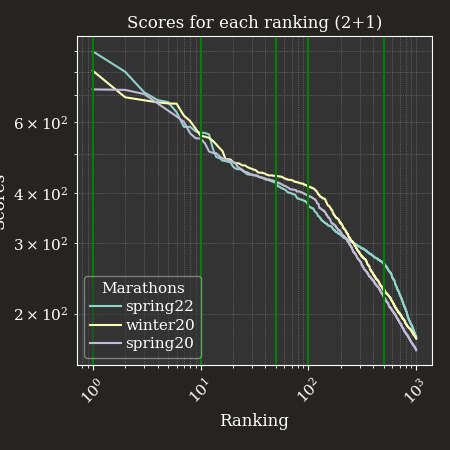 Scores for each ranking (2+1)
6 × 10²
4 × 10²
3 × 10²
2 × 10²
Marathons
spring22
winter20
spring20
10⁰
10¹
10²
10³
Ranking